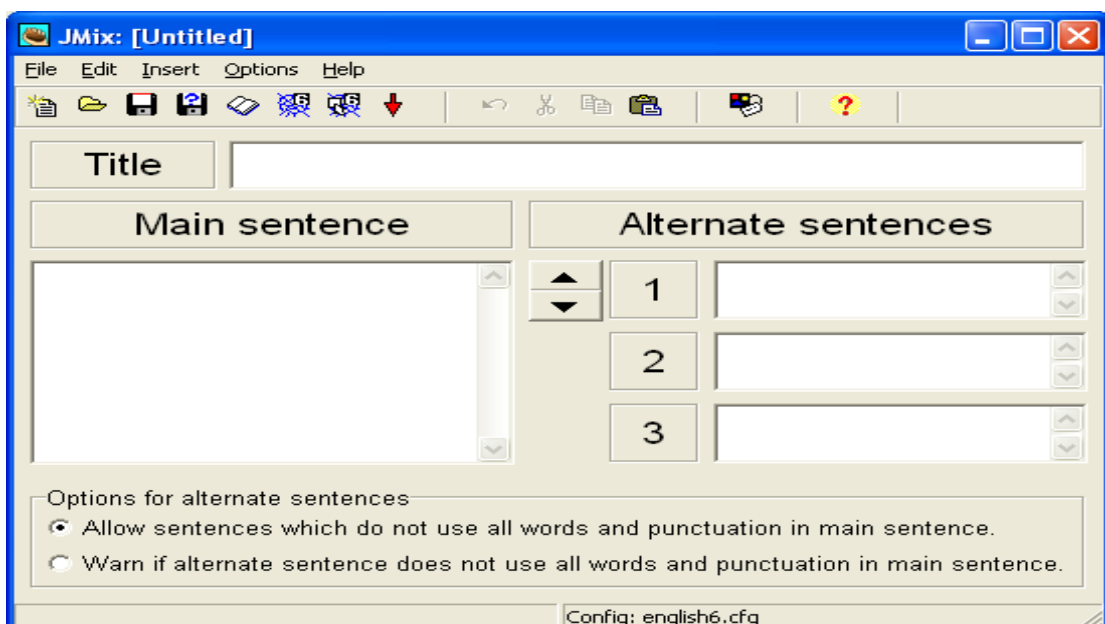 JMix: [Untitled]
File Edit Insert Options Help
Title
Main sentence
Alternate sentences
1
2
3
Options for alternate sentences
Allow sentences which do not use all words and punctuation in main sentence.
Warn if alternate sentence does not use all words and punctuation in main sentence.
Config: english6.cfg